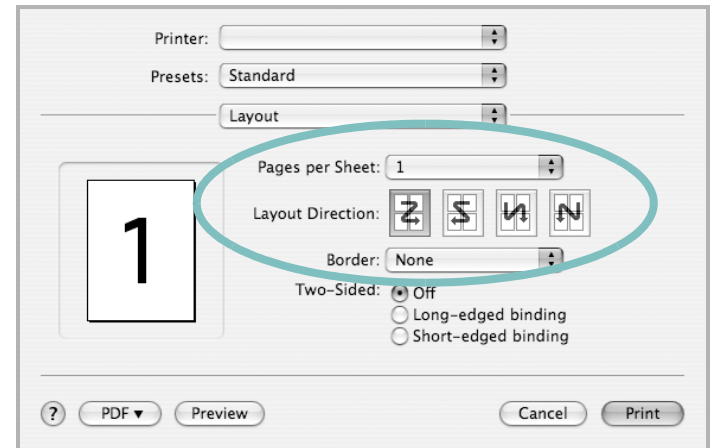 Printer:
Presets: Standard
Layout
Pages per Sheet: 1
1
Layout Direction:
Border: None
Two-Sided: Off
Long-edged binding
Short-edged binding
? PDF▼ Preview Cancel Print